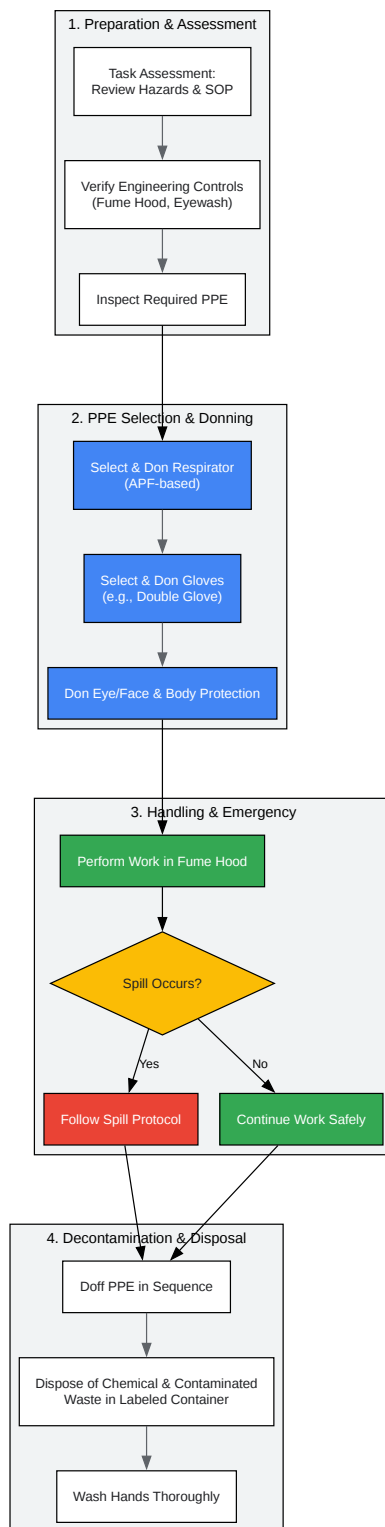 1. Preparation & Assessment
Task Assessment:
Review Hazards & SOP
Verify Engineering Controls
(Fume Hood, Eyewash)
Inspect Required PPE
2. PPE Selection & Donning
Select & Don Respirator
(APF-based)
Select & Don Gloves
(e.g., Double Glove)
Don Eye/Face & Body Protection
3. Handling & Emergency
Perform Work in Fume Hood
Spill Occurs?
Yes
No
Follow Spill Protocol
Continue Work Safely
4. Decontamination & Disposal
Doff PPE in Sequence
Dispose of Chemical & Contaminated
Waste in Labeled Container
Wash Hands Thoroughly